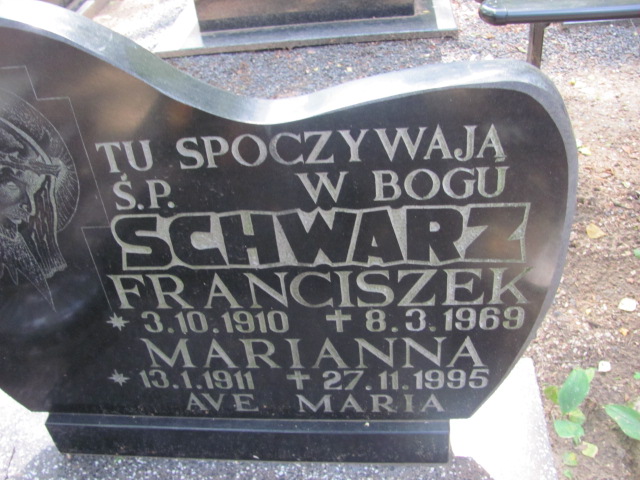 TU SPOCZYWAJĄ
Ś.P. W BOGU
SCHWARZ
FRANCISZEK
* 3.10.1910 ✝ 8.3.1969
MARIANNA
* 13.1.1911 ✝ 27.11.1995
AVE MARIA